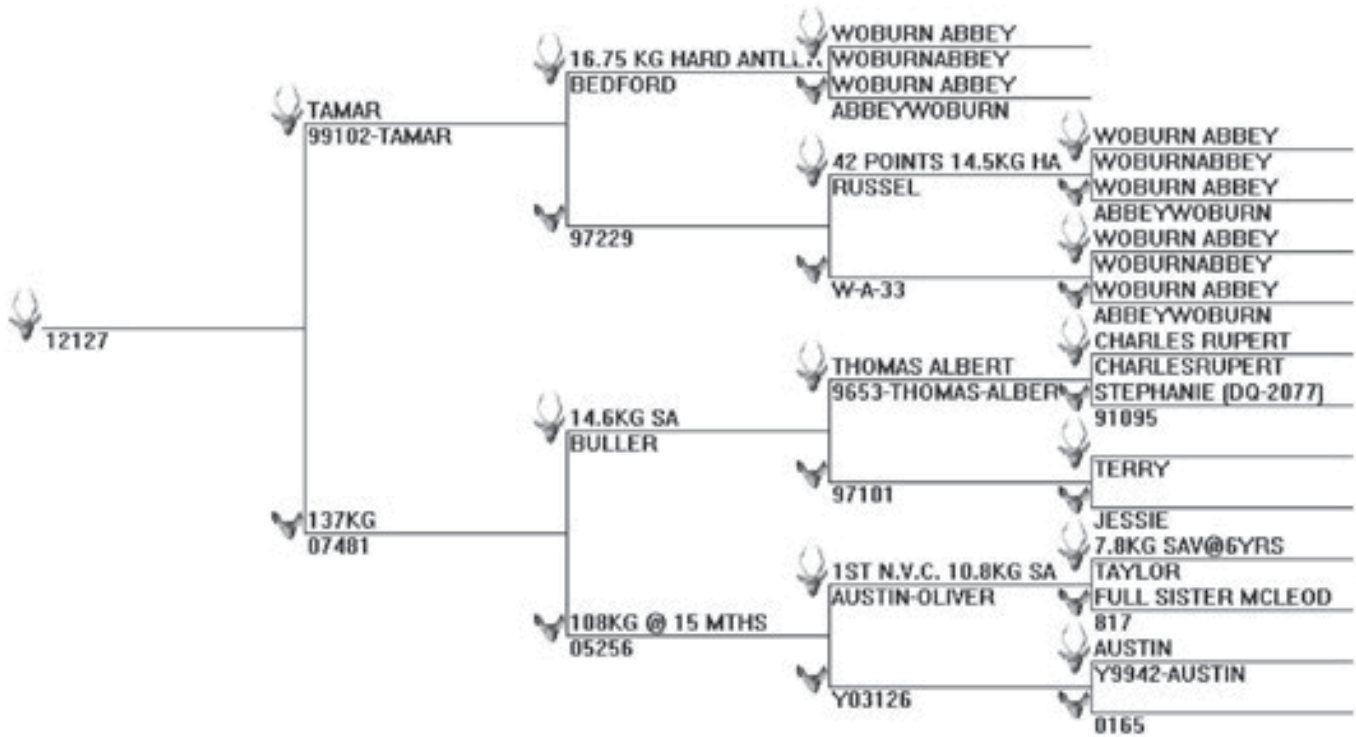 WOBURN ABBEY
16.75 KG HARD ANTLER
WOBURNABBEY
BEDFORD
WOBURN ABBEY
TAMAR
ABBEYWOBURN
99102-TAMAR
WOBURN ABBEY
42 POINTS 14.5KG HA
WOBURNABBEY
RUSSEL
WOBURN ABBEY
ABBEYWOBURN
97229
WOBURN ABBEY
WOBURNABBEY
W-A-33
WOBURN ABBEY
ABBEYWOBURN
12127
CHARLES RUPERT
THOMAS ALBERT
CHARLESRUPERT
9653-THOMAS-ALBER
STEPHANIE (DQ-2077)
14.6KG SA
91095
BULLER
TERRY
97101
137KG
JESSIE
07481
7.8KG SAV@6YRS
1ST N.V.C. 10.8KG SA
TAYLOR
AUSTIN-OLIVER
FULL SISTER MCLEOD
108KG @ 15 MTHS
817
05256
AUSTIN
Y9942-AUSTIN
Y03126
0165